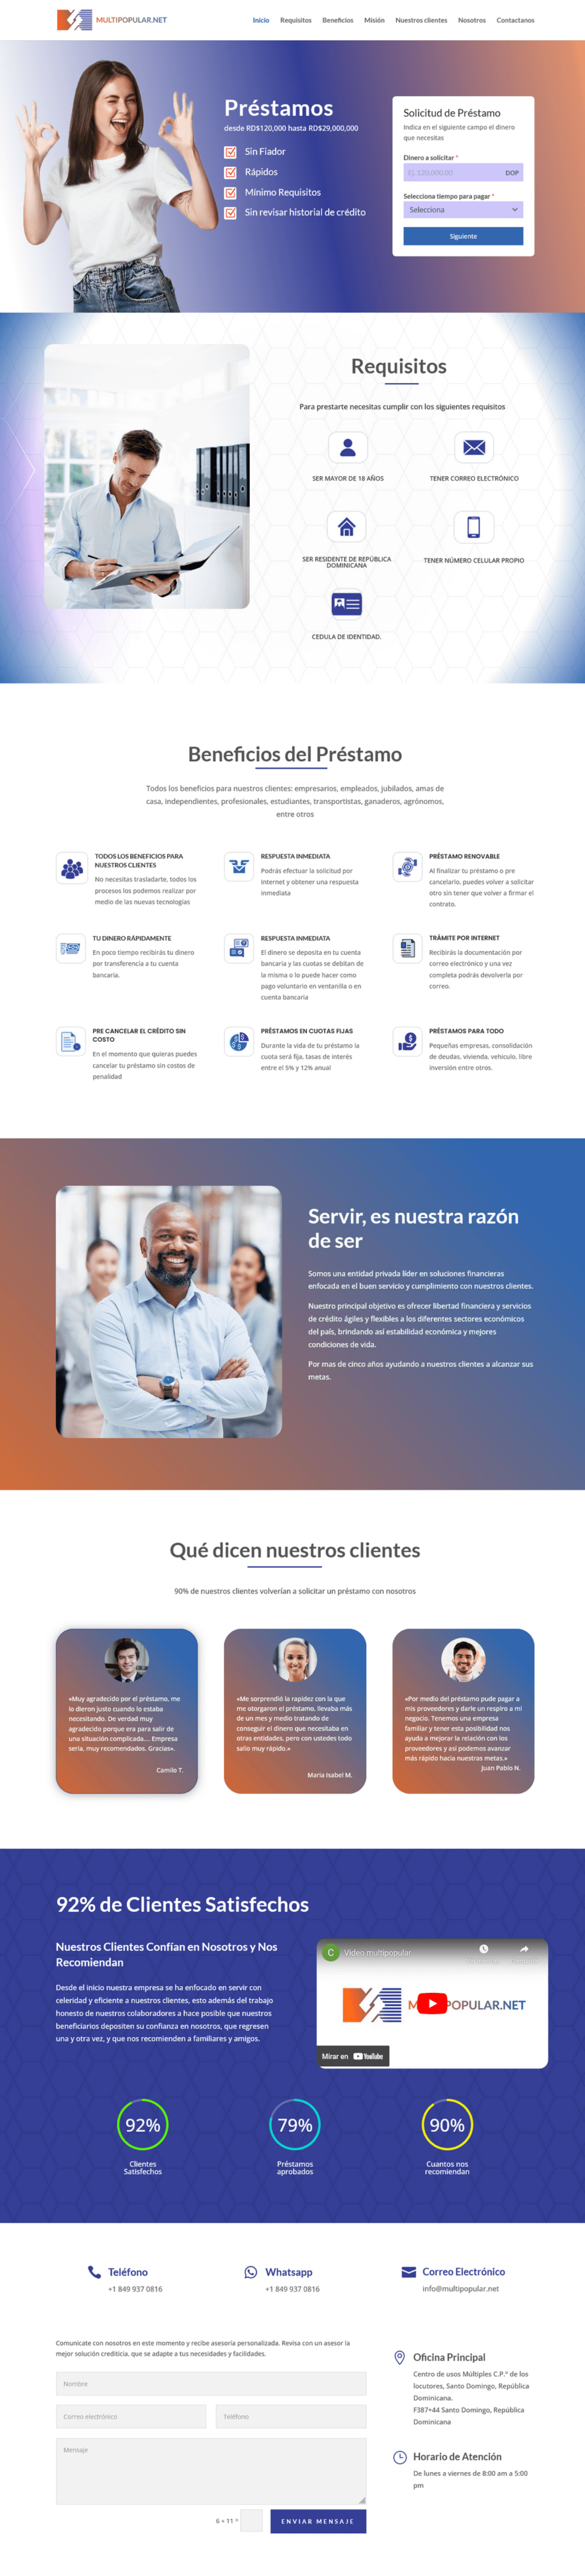 MULTIPOPULAR.NET
Inicio Requisitos Beneficios Misión Nuestros clientes Nosotros Contactanos
Préstamos
desde RD$120,000 hasta RD$29,000,000
Sin Fiador
Rápidos
Mínimo Requisitos
Sin revisar historial de crédito
Solicitud de Préstamo
Indica en el siguiente campo el dinero
que necesitas
Dinero a solicitar *
Ej. 120,000.00 DOP
Selecciona tiempo para pagar *
Selecciona
Siguiente
Requisitos
Para prestarte necesitas cumplir con los siguientes requisitos
SER MAYOR DE 18 AÑOS
TENER CORREO ELECTRÓNICO
SER RESIDENTE DE REPÚBLICA
DOMINICANA
TENER NÚMERO CELULAR PROPIO
CEDULA DE IDENTIDAD.
Beneficios del Préstamo
Todos los beneficios para nuestros clientes: empresarios, empleados, jubilados, amas de
casa, independientes, profesionales, estudiantes, transportistas, ganaderos, agrónomos,
entre otros
TODOS LOS BENEFICIOS PARA
NUESTROS CLIENTES
No necesitas trasladarte, todos los
procesos los podemos realizar por
medio de las nuevas tecnologías
RESPUESTA INMEDIATA
Podrás efectuar la solicitud por
Internet y obtener una respuesta
inmediata
PRÉSTAMO RENOVABLE
Al finalizar tu préstamo o pre
cancelarlo, puedes volver a solicitar
otro sin tener que volver a firmar el
contrato.
TU DINERO RÁPIDAMENTE
En poco tiempo recibirás tu dinero
por transferencia a tu cuenta
bancaria.
RESPUESTA INMEDIATA
El dinero se deposita en tu cuenta
bancaria y las cuotas se debitan de
la misma o lo puede hacer como
pago voluntario en ventanilla o en
cuenta bancaria
TRÁMITE POR INTERNET
Recibirás la documentación por
correo electrónico y una vez
completa podrás devolverla por
correo.
PRE CANCELAR EL CRÉDITO SIN
COSTO
En el momento que quieras puedes
cancelar tu préstamo sin costos de
penalidad
PRÉSTAMOS EN CUOTAS FIJAS
Durante la vida de tu préstamo la
cuota será fija, tasas de interés
entre el 5% y 12% anual
PRÉSTAMOS PARA TODO
Pequeñas empresas, consolidación
de deudas, vivienda, vehículo, libre
inversión entre otros.
Servir, es nuestra razón
de ser
Somos una entidad privada líder en soluciones financieras
enfocada en el buen servicio y cumplimiento con nuestros clientes.
Nuestro principal objetivo es ofrecer libertad financiera y servicios
de crédito ágiles y flexibles a los diferentes sectores económicos
del país, brindando así estabilidad económica y mejores
condiciones de vida.
Por mas de cinco años ayudando a nuestros clientes a alcanzar sus
metas.
Qué dicen nuestros clientes
90% de nuestros clientes volverían a solicitar un préstamo con nosotros
«Muy agradecido por el préstamo, me
lo dieron justo cuando lo estaba
necesitando. De verdad muy
agradecido porque era para salir de
una situación complicada.... Empresa
seria, muy recomendados. Gracias».
Camilo T.
«Me sorprendió la rapidez con la que
me otorgaron el préstamo, llevaba más
de un mes y medio tratando de
conseguir el dinero que necesitaba en
otras entidades, pero con ustedes todo
salio muy rápido.»
Maria Isabel M.
«Por medio del préstamo pude pagar a
mis proveedores y darle un respiro a mi
negocio. Tenemos una empresa
familiar y tener esta posibilidad nos
ayuda a mejorar la relación con los
proveedores y así podemos avanzar
más rápido hacia nuestras metas.»
Juan Pablo N.
92% de Clientes Satisfechos
Nuestros Clientes Confían en Nosotros y Nos
Recomiendan
Desde el inicio nuestra empresa se ha enfocado en servir con
celeridad y eficiente a nuestros clientes, esto además del trabajo
honesto de nuestros colaboradores a hace posible que nuestros
beneficiarios depositen su confianza en nosotros, que regresen
una y otra vez, y que nos recomienden a familiares y amigos.
C Video multipopular
M POPULAR.NET
Mirar en YouTube
92%
Clientes
Satisfechos
79%
Préstamos
aprobados
90%
Cuantos nos
recomiendan
Teléfono
+1 849 937 0816
Whatsapp
+1 849 937 0816
Correo Electrónico
info@multipopular.net
Comunícate con nosotros en este momento y recibe asesoría personalizada. Revisa con un asesor la
mejor solución crediticia, que se adapte a tus necesidades y facilidades.
Nombre
Correo electrónico
Teléfono
Mensaje
6 + 11 =
ENVIAR MENSAJE
Oficina Principal
Centro de usos Múltiples C.P.° de los
locutores, Santo Domingo, República
Dominicana.
F387+44 Santo Domingo, República
Dominicana
Horario de Atención
De lunes a viernes de 8:00 am a 5:00
pm